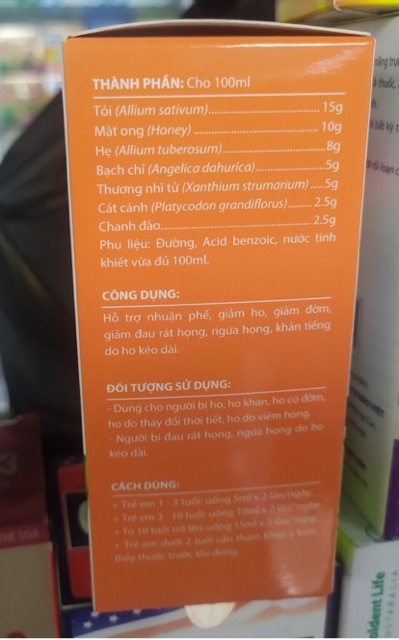 THÀNH PHẦN: Cho 100ml
Tỏi (Allium sativum)........................... 15g
Mật ong (Honey) .............................. 10g
Hẹ (Allium tuberosum).........................8g
Bạch chỉ (Angelica dahurica)....................5g
Thương nhĩ tử (Xanthium strumarium) .....5g
Cát cánh (Platycodon grandiflorus)......... 2.5g
Chanh đào............................................ 2.5g
Phụ liệu: Đường, Acid benzoic, nước tinh
khiết vừa đủ 100ml.
CÔNG DỤNG:
Hỗ trợ nhuận phế, giảm ho, giảm đờm,
giảm đau rát họng, ngứa họng, khản tiếng
do ho kéo dài.
ĐỐI TƯỢNG SỬ DỤNG:
- Dùng cho người bị ho, ho khan, ho có đờm,
ho do thay đổi thời tiết, ho do viêm họng.
- Người bị đau rát họng, ngứa họng do ho
kéo dài.
CÁCH DÙNG:
+ Trẻ em 1 - 3 tuổi: uống 5ml x 2 lần/ngày.
+ Trẻ em 3 - 10 tuổi: uống 10ml x 2 lần/ ngày.
+ Từ 10 tuổi trở lên: uống 15ml x 2 lần/ ngày.
+ Trẻ em dưới 2 tuổi cần tham khảo ý kiến
thầy thuốc trước khi dùng.
THE USA
ident Life